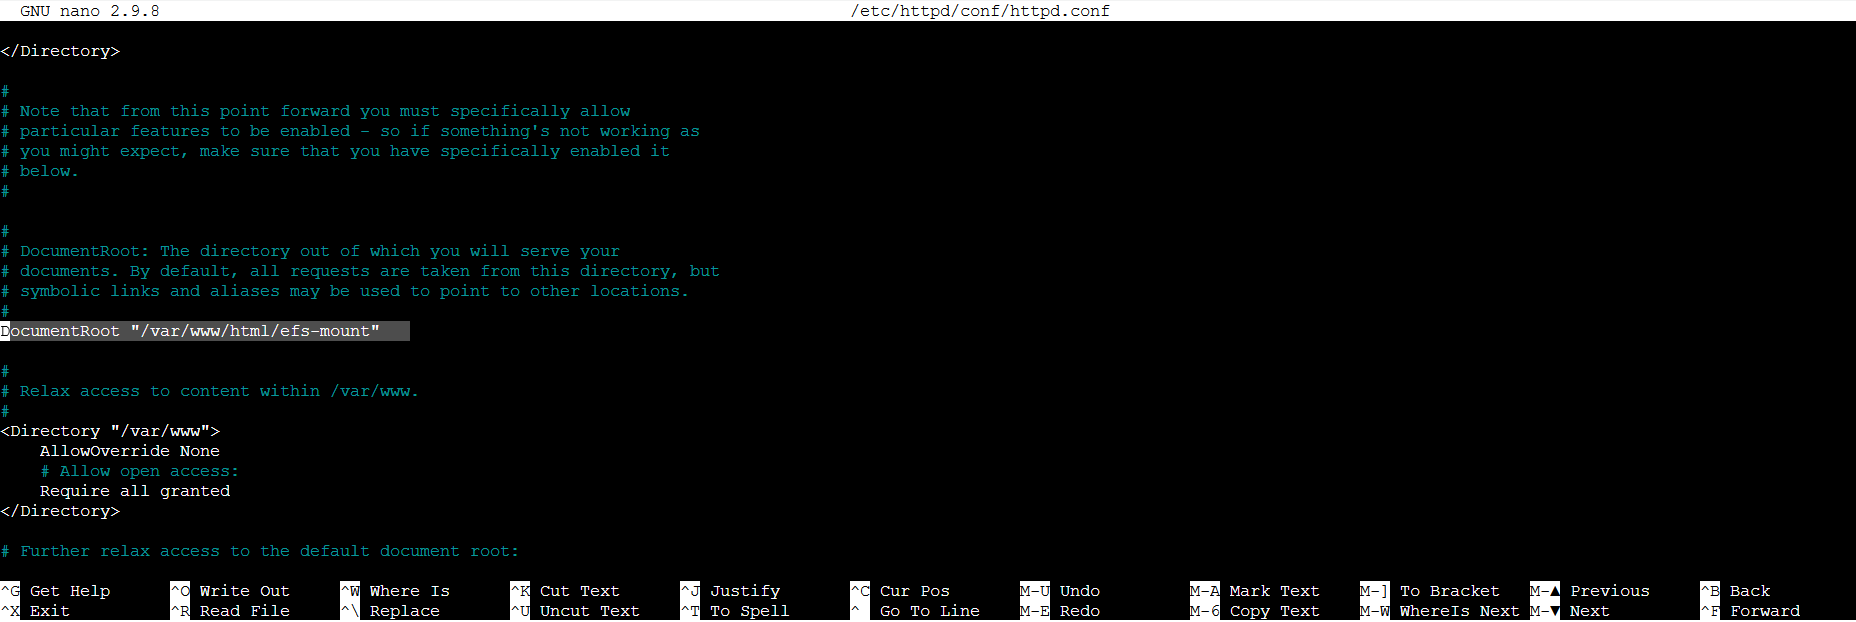 GNU nano 2.9.8 /etc/httpd/conf/httpd.conf
</Directory>
#
# Note that from this point forward you must specifically allow
# particular features to be enabled - so if something's not working as
# you might expect, make sure that you have specifically enabled it
# below.
#
#
# DocumentRoot: The directory out of which you will serve your
# documents. By default, all requests are taken from this directory, but
# symbolic links and aliases may be used to point to other locations.
#
DocumentRoot "/var/www/html/efs-mount"
#
# Relax access to content within /var/www.
#
<Directory "/var/www">
    AllowOverride None
    # Allow open access:
    Require all granted
</Directory>
# Further relax access to the default document root:
^G Get Help ^O Write Out ^W Where Is ^K Cut Text ^J Justify ^C Cur Pos M-U Undo M-A Mark Text M-] To Bracket M-▲ Previous ^B Back
^X Exit ^R Read File ^\ Replace ^U Uncut Text ^T To Spell ^ Go To Line M-E Redo M-6 Copy Text M-W WhereIs Next M-▼ Next ^F Forward